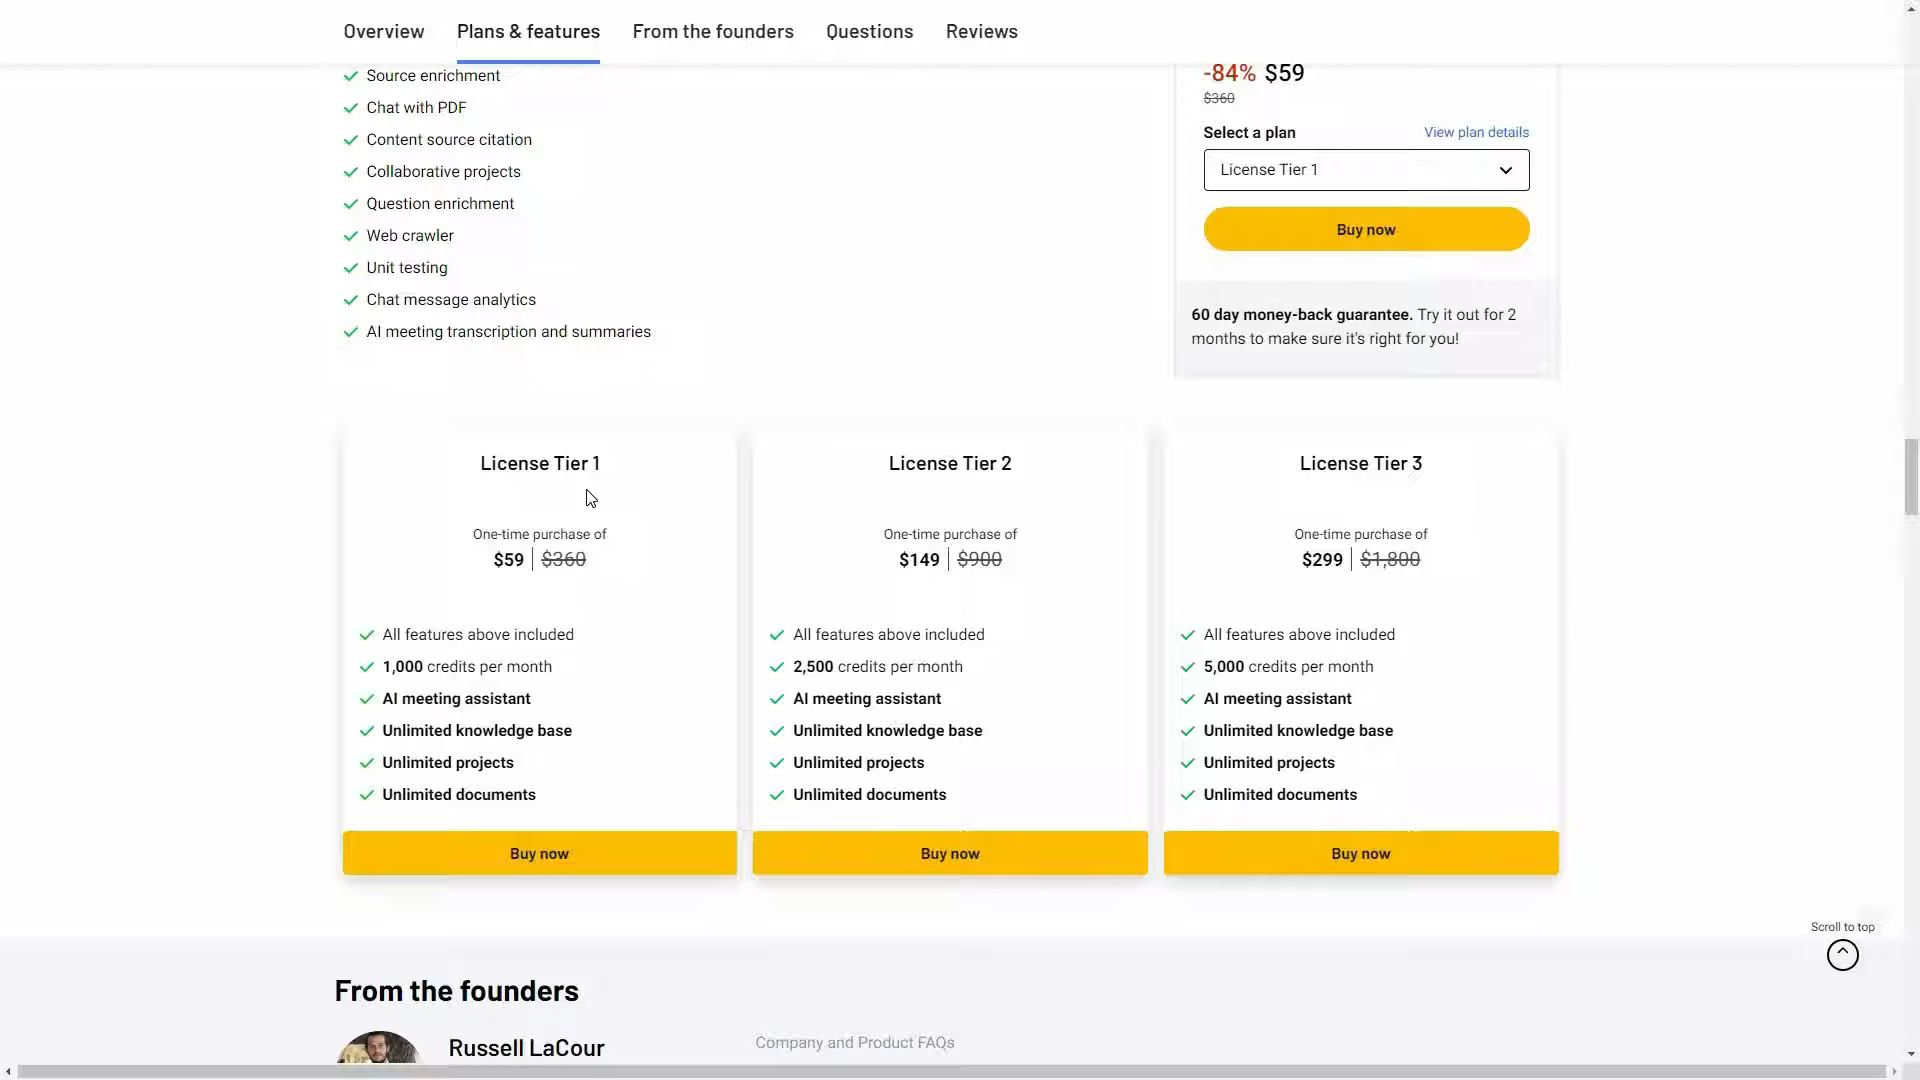 Overview Plans & features From the founders Questions Reviews
Source enrichment
Chat with PDF
Content source citation
Collaborative projects
Question enrichment
Web crawler
Unit testing
Chat message analytics
AI meeting transcription and summaries
-84% $59
$360
Select a plan View plan details
License Tier 1
Buy now
60 day money-back guarantee. Try it out for 2
months to make sure it's right for you!
License Tier 1
One-time purchase of
$59 $360
All features above included
1,000 credits per month
AI meeting assistant
Unlimited knowledge base
Unlimited projects
Unlimited documents
Buy now
License Tier 2
One-time purchase of
$149 $900
All features above included
2,500 credits per month
AI meeting assistant
Unlimited knowledge base
Unlimited projects
Unlimited documents
Buy now
License Tier 3
One-time purchase of
$299 $1,800
All features above included
5,000 credits per month
AI meeting assistant
Unlimited knowledge base
Unlimited projects
Unlimited documents
Buy now
Scroll to top
From the founders
Russell LaCour
Company and Product FAQs